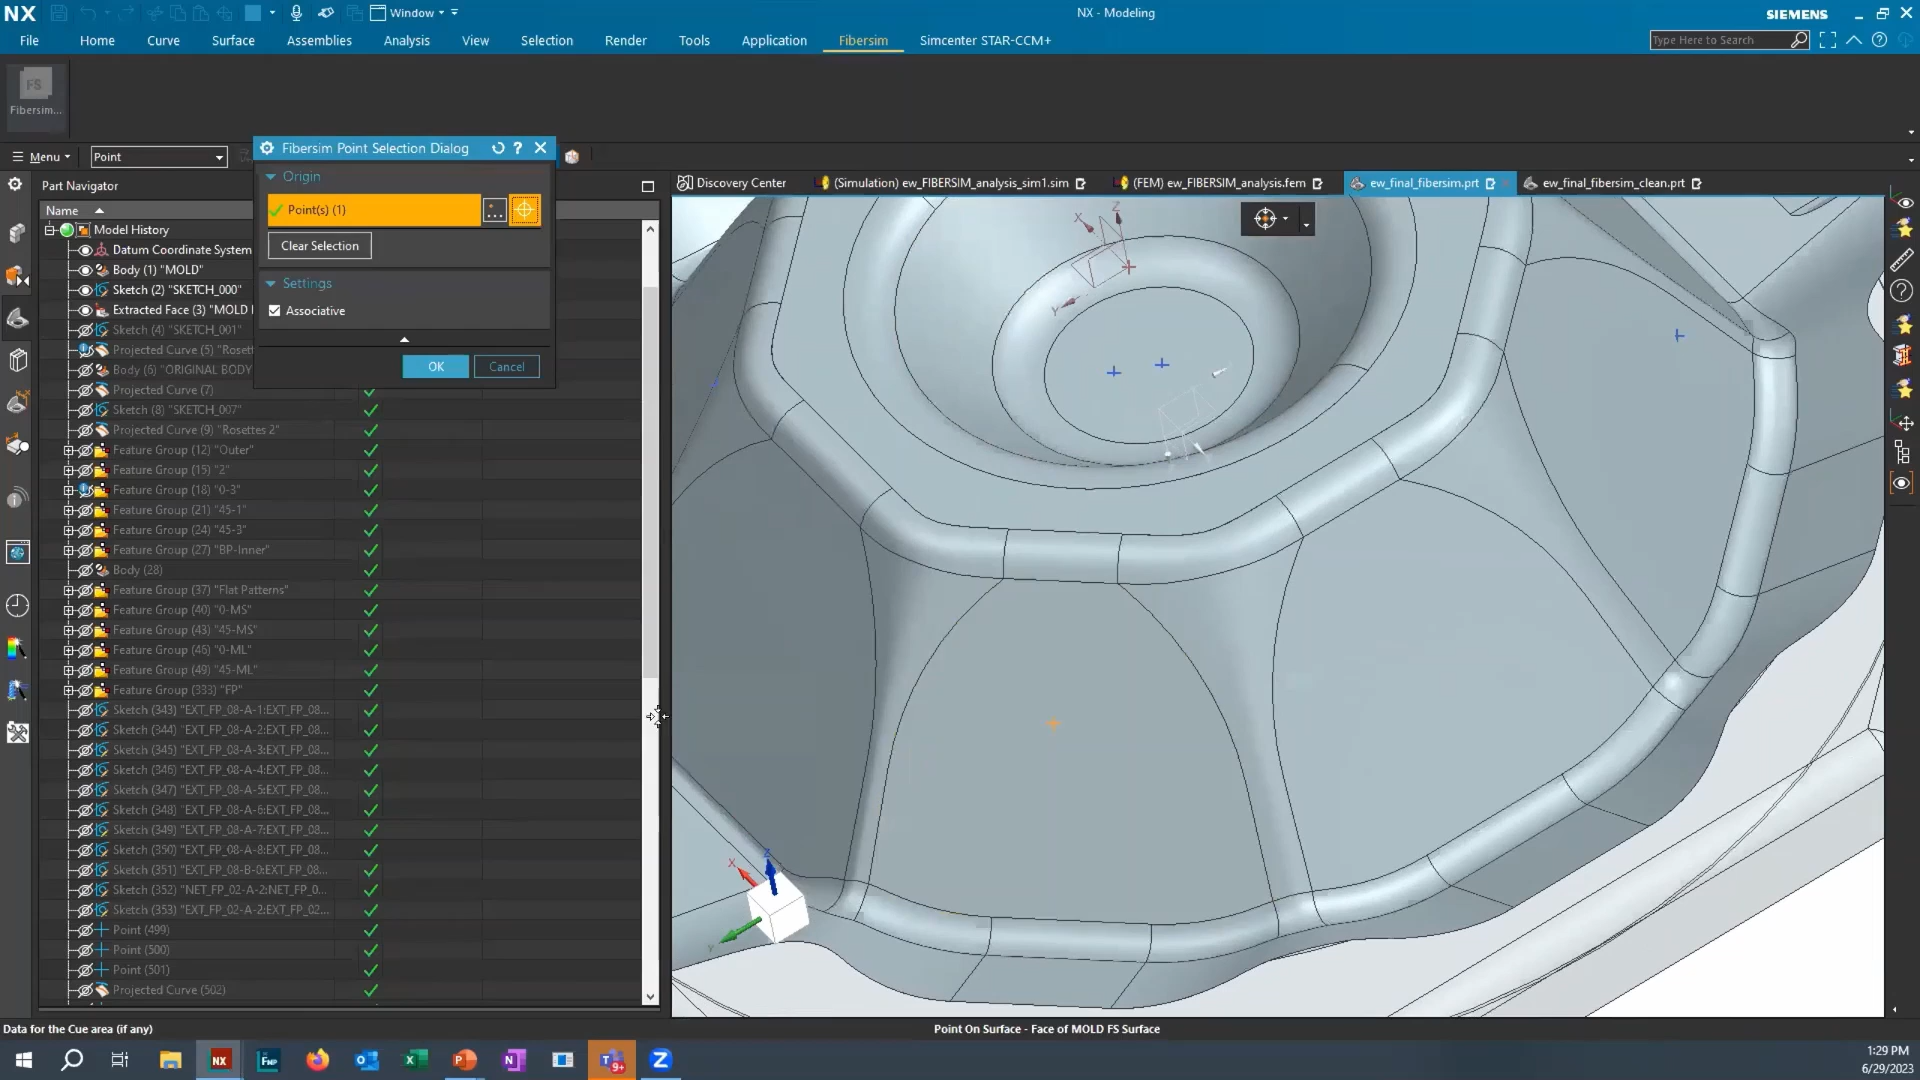 NX
Window
NX - Modeling
SIEMENS
File Home Curve Surface Assemblies Analysis View Selection Render Tools Application Fibersim Simcenter STAR-CCM+
Type Here to Search
FS
Fibersim...
Menu
Point
Fibersim Point Selection Dialog
Origin
Point(s) (1)
Clear Selection
Settings
Associative
OK Cancel
Part Navigator
Name
Model History
Datum Coordinate System
Body (1) "MOLD"
Sketch (2) "SKETCH_000"
Extracted Face (3) "MOLD
Sketch (4) "SKETCH_001"
Projected Curve (5) "Rosett
Body (6) "ORIGINAL BODY
Projected Curve (7)
Sketch (8) "SKETCH_007"
Projected Curve (9) "Rosettes 2"
Feature Group (12) "Outer"
Feature Group (15) "2"
Feature Group (18) "0-3"
Feature Group (21) "45-1"
Feature Group (24) "45-3"
Feature Group (27) "BP-Inner"
Body (28)
Feature Group (37) "Flat Patterns"
Feature Group (40) "0-MS"
Feature Group (43) "45-MS"
Feature Group (46) "0-ML"
Feature Group (49) "45-ML"
Feature Group (333) "FP"
Sketch (343) "EXT_FP_08-A-1:EXT_FP_08...
Sketch (344) "EXT_FP_08-A-2:EXT_FP_08...
Sketch (345) "EXT_FP_08-A-3:EXT_FP_08...
Sketch (346) "EXT_FP_08-A-4:EXT_FP_08...
Sketch (347) "EXT_FP_08-A-5:EXT_FP_08...
Sketch (348) "EXT_FP_08-A-6:EXT_FP_08...
Sketch (349) "EXT_FP_08-A-7:EXT_FP_08...
Sketch (350) "EXT_FP_08-A-8:EXT_FP_08...
Sketch (351) "EXT_FP_08-B-0:EXT_FP_08...
Sketch (352) "NET_FP_02-A-2:NET_FP_0...
Sketch (353) "EXT_FP_02-A-2:EXT_FP_02...
Point (499)
Point (500)
Point (501)
Projected Curve (502)
Discovery Center (Simulation) ew_FIBERSIM_analysis_sim1.sim (FEM) ew_FIBERSIM_analysis.fem ew_final_fibersim.prt ew_final_fibersim_clean.prt
X Z
Y
X Z
Y
Data for the Cue area (if any)
Point On Surface - Face of MOLD FS Surface
NX FNP 9+
1:29 PM
6/29/2023